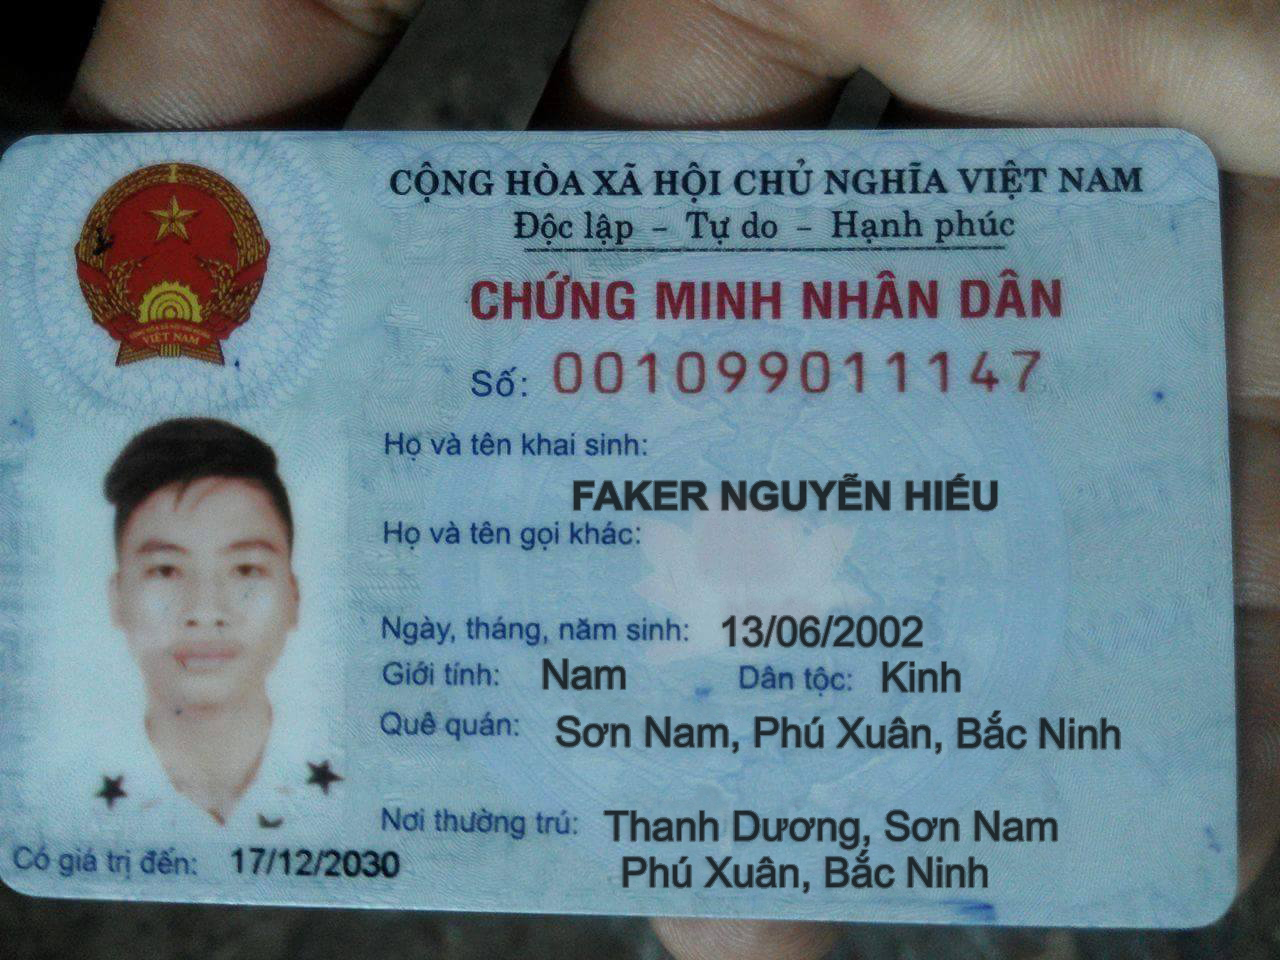 CỘNG HÒA XÃ HỘI CHỦ NGHĨA VIỆT NAM
Độc lập - Tự do - Hạnh phúc
CHỨNG MINH NHÂN DÂN
Số: 001099011147
Họ và tên khai sinh:
FAKER NGUYỄN HIẾU
Họ và tên gọi khác:
Ngày, tháng, năm sinh: 13/06/2002
Giới tính: Nam Dân tộc: Kinh
Quê quán: Sơn Nam, Phú Xuân, Bắc Ninh
Nơi thường trú: Thanh Dương, Sơn Nam
Phú Xuân, Bắc Ninh
Có giá trị đến: 17/12/2030
VIỆT NAM